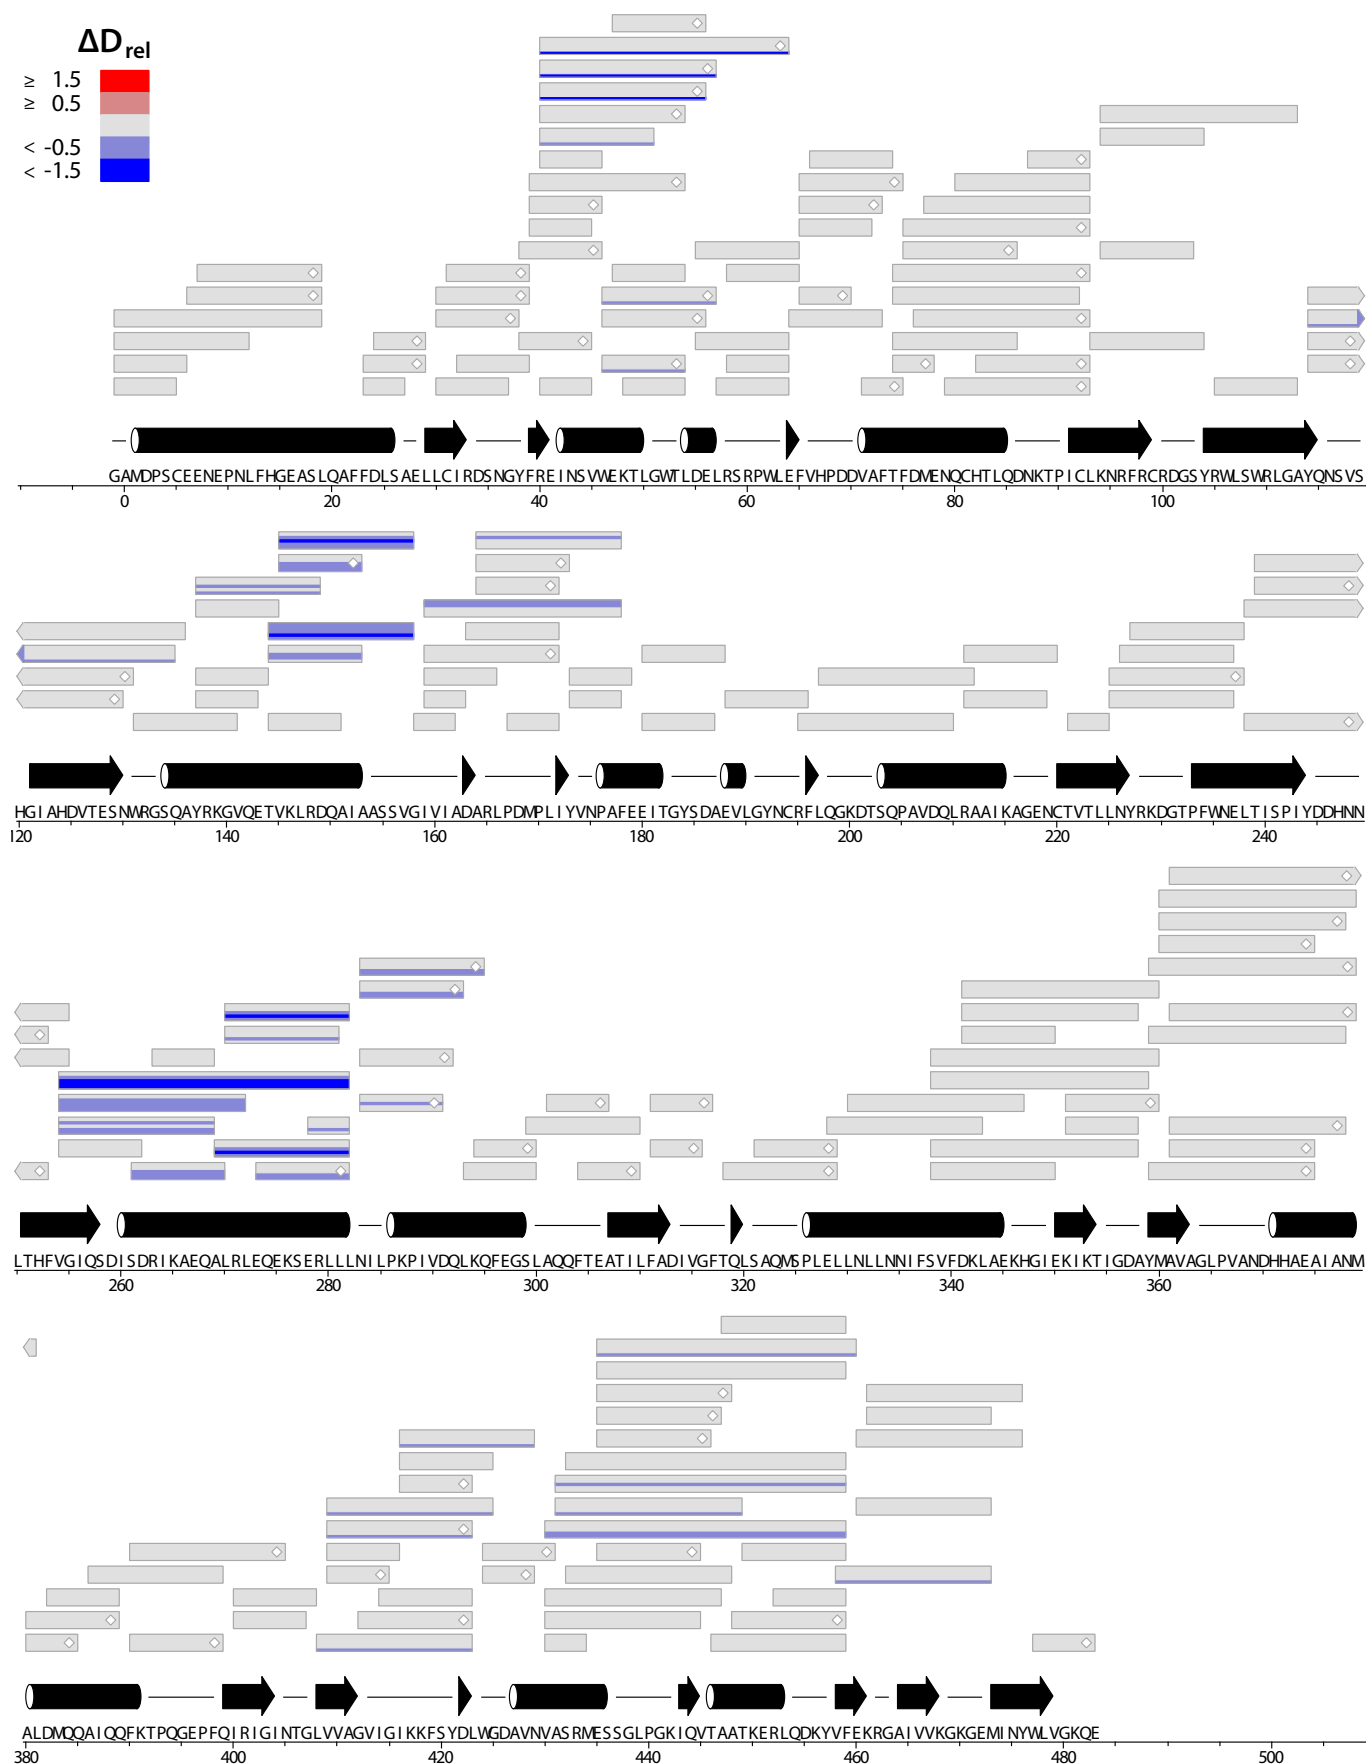 ΔD rel
≥ 1.5
≥ 0.5
< -0.5
< -1.5
GAMDPSCEENEPNLFHGEASLQAFFDLSAELLCIRDSNGYFREINSVWEKTLGWTLDELRSRPWLEFVHPDDVAFTFDMENQCHTLQDNKTPICLKNRFRCRDGSYRWLSWRLGAYQNSVS
0 20 40 60 80 100
HGIAHDVTESNWRGSQAYRKGVQETVKLRDQAIAASSVGIVIADARLPDMPLIYVNPAFEEITGYSDAEVLGYNCRFLQGKDTSQPAVDQLRAAIKAGENCTVTLLNYRKDGTPFWNELTISPIYDDHNN
120 140 160 180 200 220 240
LTHFVGIQSDISDRIKAEQALRLEQEKSERLLLNILPKPIVDQLKQFEGSLAQQFTEATILFADIVGFTQLSAQMSPLELLNLLNNIFSVFDKLAEKHGIEKIKTIGDAYMAVAGLPVANDHHAEAIANM
260 280 300 320 340 360
ALDMQQAIQQFKTPQGEPFQIRIGINTGLVVAGVIGIKKFSYDLWGDAVNVASRMESSGLPGKIQVTAATKERLQDKYVFEKRGAIVVKGKGEMINYWLVGKQE
380 400 420 440 460 480 500